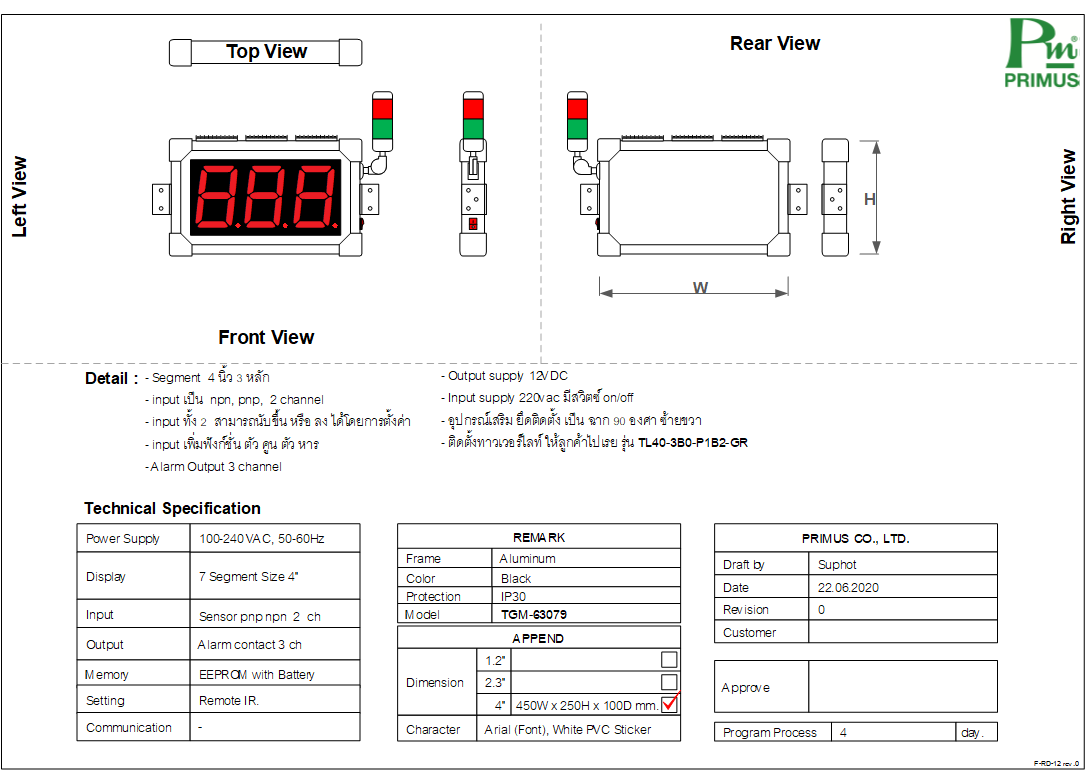 Top View
Rear View
Pm®
PRIMUS
Left View
Right View
8.8.8.
H
W
Front View
Detail :
- Segment 4 นิ้ว 3 หลัก
- input เป็น npn, pnp, 2 channel
- input ทั้ง 2 สามารถนับขึ้น หรือ ลง ได้โดยการตั้งค่า
- input เพิ่มฟังก์ชั่น ตัว คูน ตัว หาร
- Alarm Output 3 channel
- Output supply 12VDC
- Input supply 220vac มีสวิตซ์ on/off
- อุปกรณ์เสริม ยึดติดตั้ง เป็น ฉาก 90 องศา ซ้ายขวา
- ติดตั้งทาวเวอร์ไลท์ ให้ลูกค้าไปเรย รุ่น TL40-3B0-P1B2-GR
Technical Specification
Power Supply 100-240 VAC, 50-60Hz
Display 7 Segment Size 4"
Input Sensor pnp npn 2 ch
Output Alarm contact 3 ch
Memory EEPROM with Battery
Setting Remote IR.
Communication -
REMARK
Frame Aluminum
Color Black
Protection IP30
Model TGM-63079
APPEND
Dimension
1.2"
2.3"
4" 450W x 250H x 100D mm.
Character Arial (Font), White PVC Sticker
PRIMUS CO., LTD.
Draft by Suphot
Date 22.06.2020
Revision 0
Customer
Approve
Program Process 4 day.
F-RD-12 rev .0